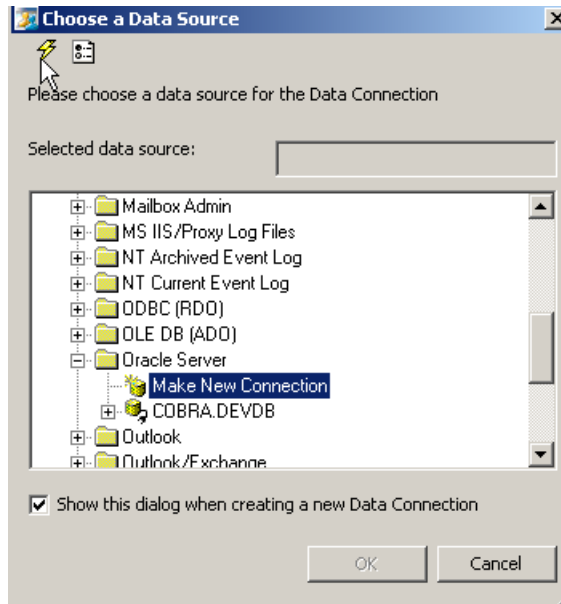 Choose a Data Source
Please choose a data source for the Data Connection
Selected data source:
Mailbox Admin
MS IIS/Proxy Log Files
NT Archived Event Log
NT Current Event Log
ODBC (RDO)
OLE DB (ADO)
Oracle Server
Make New Connection
COBRA.DEVDB
Outlook
Outlook/Exchange
Show this dialog when creating a new Data Connection
OK
Cancel